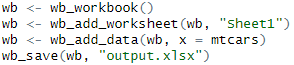 wb <- wb_workbook()
wb <- wb_add_worksheet(wb, "Sheet1")
wb <- wb_add_data(wb, x = mtcars)
wb_save(wb, "output.xlsx")